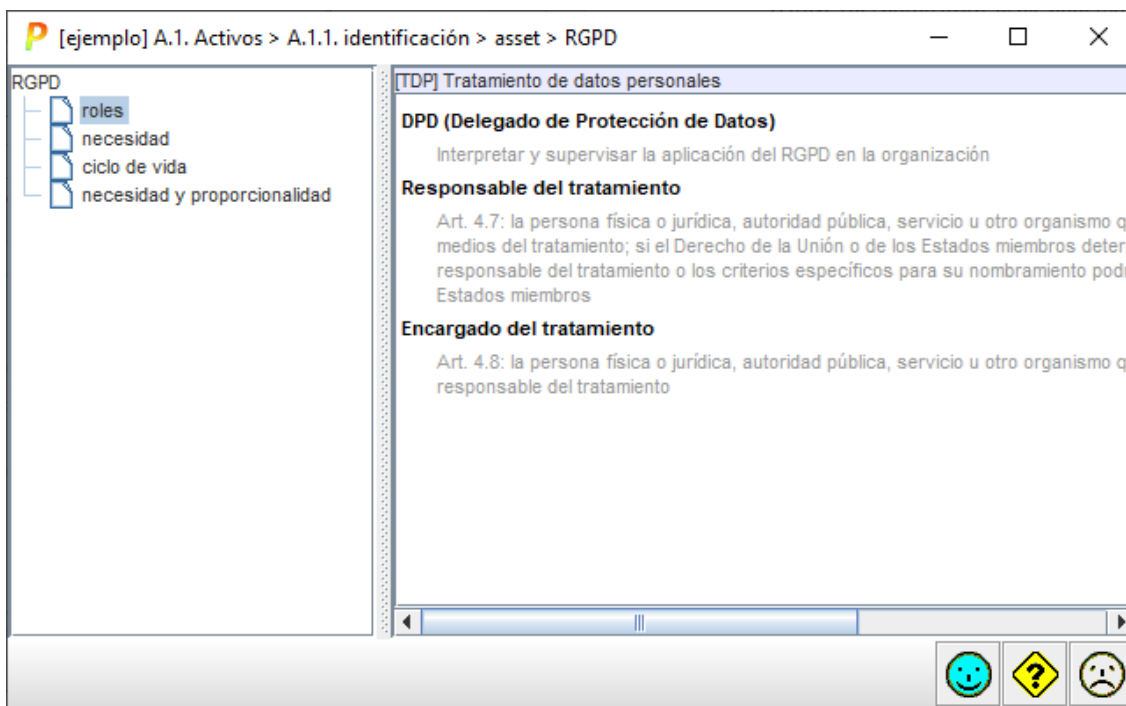 [ejemplo] A.1. Activos > A.1.1. identificación > asset > RGPD
RGPD
roles
necesidad
ciclo de vida
necesidad y proporcionalidad
[TDP] Tratamiento de datos personales
DPD (Delegado de Protección de Datos)
Interpretar y supervisar la aplicación del RGPD en la organización
Responsable del tratamiento
Art. 4.7: la persona física o jurídica, autoridad pública, servicio u otro organismo
medios del tratamiento; si el Derecho de la Unión o de los Estados miembros
responsable del tratamiento o los criterios específicos para su nombramiento
Estados miembros
Encargado del tratamiento
Art. 4.8: la persona física o jurídica, autoridad pública, servicio u otro organismo
responsable del tratamiento